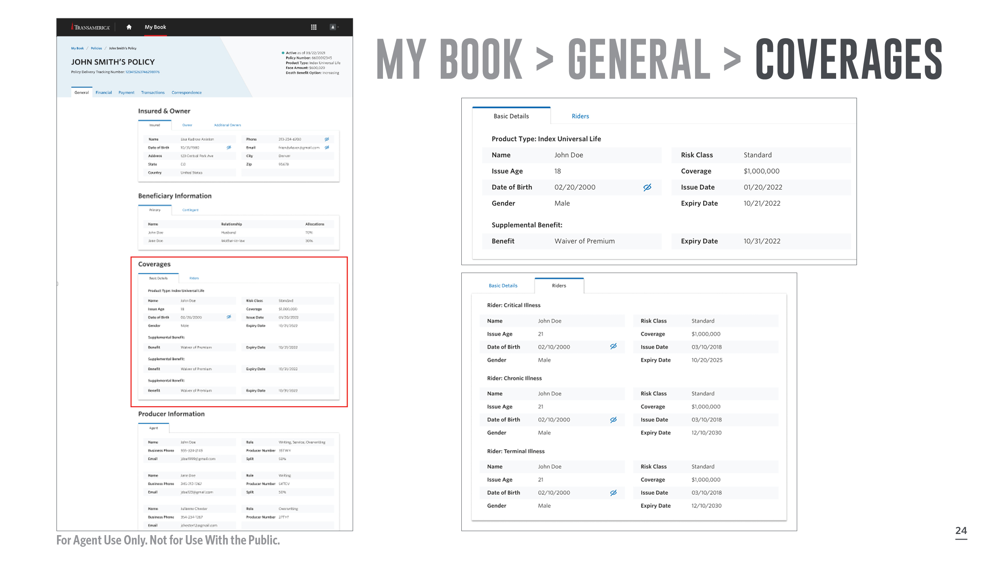 TRANSAMERICA
My Book
My Book / Policies / John Smith's Policy
JOHN SMITH'S POLICY
Policy Delivery Tracking Number: 123415263746298976
Active as of 03/22/2021
Policy Number: 6600012345
Product Type: Index Universal Life
Face Amount: $600,020
Death Benefit Option: Increasing
General Financial Payment Transactions Correspondence
Insured & Owner
Insured Owner Additional Owners
Name Lisa Kudrow Aniston Phone 213-234-6700
Date of Birth 10/31/1980 Email friends4ever@gmail.com
Address 123 Central Park Ave City Denver
State CO Zip 95670
Country United States
Beneficiary Information
Primary Contingent
Name Relationship Allocations
John Doe Husband 70%
Jane Doe Mother-in-law 30%
Coverages
Basic Details Riders
Product Type: Index Universal Life
Name John Doe Risk Class Standard
Issue Age 18 Coverage $1,000,000
Date of Birth 02/20/2000 Issue Date 01/20/2022
Gender Male Expiry Date 10/21/2022
Supplemental Benefit:
Benefit Waiver of Premium Expiry Date 10/31/2022
Supplemental Benefit:
Benefit Waiver of Premium Expiry Date 10/31/2022
Supplemental Benefit:
Benefit Waiver of Premium Expiry Date 10/31/2022
Producer Information
Agent
Name John Doe Role Writing, Service, Overwriting
Business Phone 555-324-2145 Producer Number
Email jdoe1999@gmail.com Split 50%
Name Jane Doe Role Writing
Business Phone 345-212-1267 Producer Number
Email jdoe123@gmail.com Split 50%
Name Julianne Chester Role Overwriting
Business Phone 354-234-1267 Producer Number
Email
MY BOOK > GENERAL > COVERAGES
Basic Details Riders
Product Type: Index Universal Life
Name John Doe Risk Class Standard
Issue Age 18 Coverage $1,000,000
Date of Birth 02/20/2000 Issue Date 01/20/2022
Gender Male Expiry Date 10/21/2022
Supplemental Benefit:
Benefit Waiver of Premium Expiry Date 10/31/2022
Basic Details Riders
Rider: Critical Illness
Name John Doe Risk Class Standard
Issue Age 21 Coverage $1,000,000
Date of Birth 02/10/2000 Issue Date 03/10/2018
Gender Male Expiry Date 10/20/2025
Rider: Chronic Illness
Name John Doe Risk Class Standard
Issue Age 21 Coverage $1,000,000
Date of Birth 02/10/2000 Issue Date 03/10/2018
Gender Male Expiry Date 12/10/2030
Rider: Terminal Illness
Name John Doe Risk Class Standard
Issue Age 21 Coverage $1,000,000
Date of Birth 02/10/2000 Issue Date 03/10/2018
Gender Male Expiry Date 12/10/2030
For Agent Use Only. Not for Use With the Public.
24